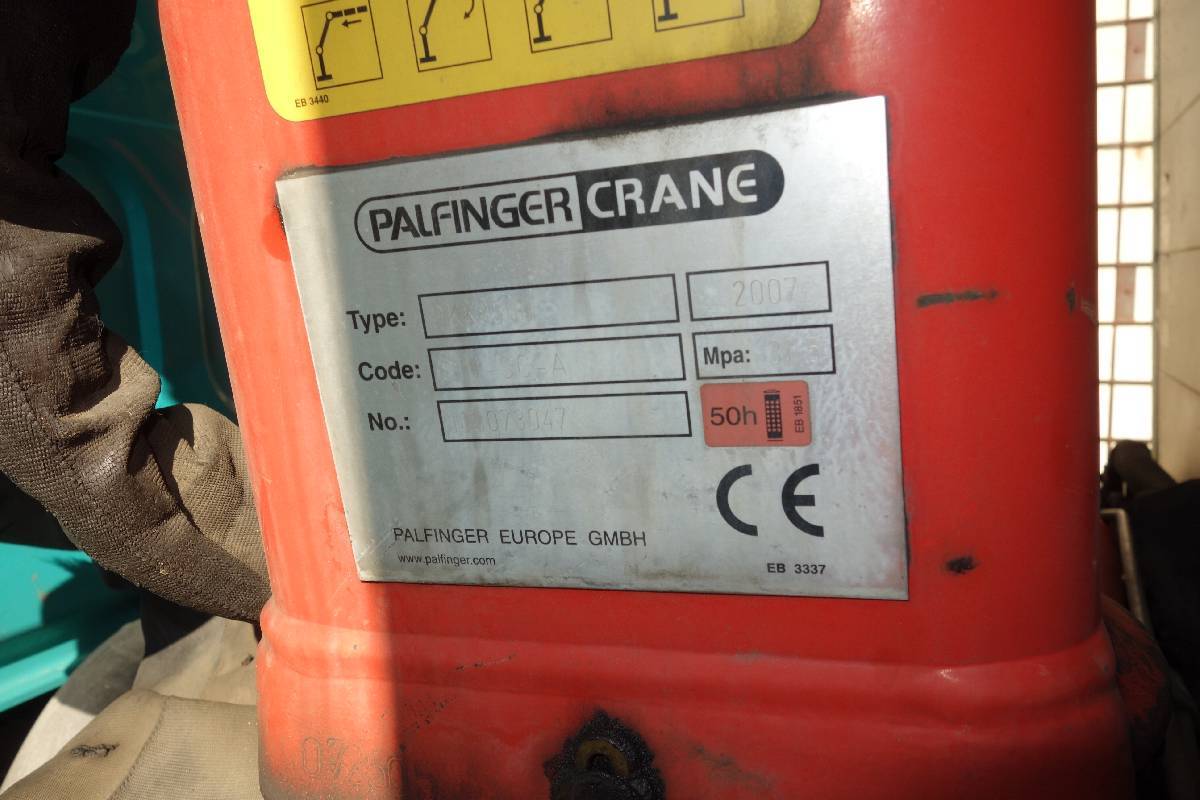 EB 3440
PALFINGER CRANE
Type: 2007
Code:
Mpa:
No.:
50h EB 1851
CE
PALFINGER EUROPE GMBH
www.palfinger.com
EB 3337